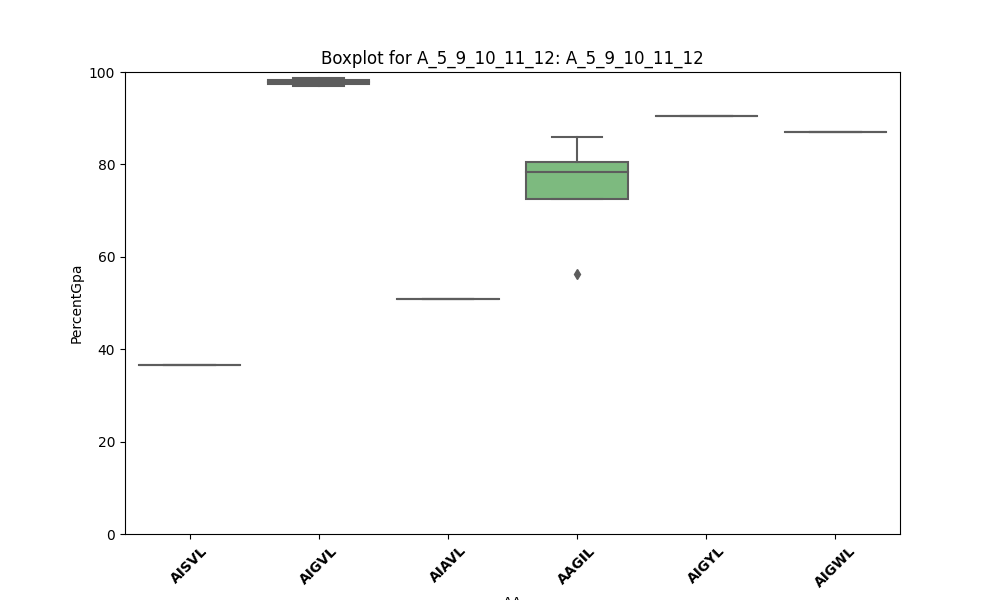 Boxplot for A_5_9_10_11_12: A_5_9_10_11_12
100
80
60
40
20
0
PercentGpa
AISVL
AIGVL
AIAVL
AAGIL
AIGYL
AIGWL